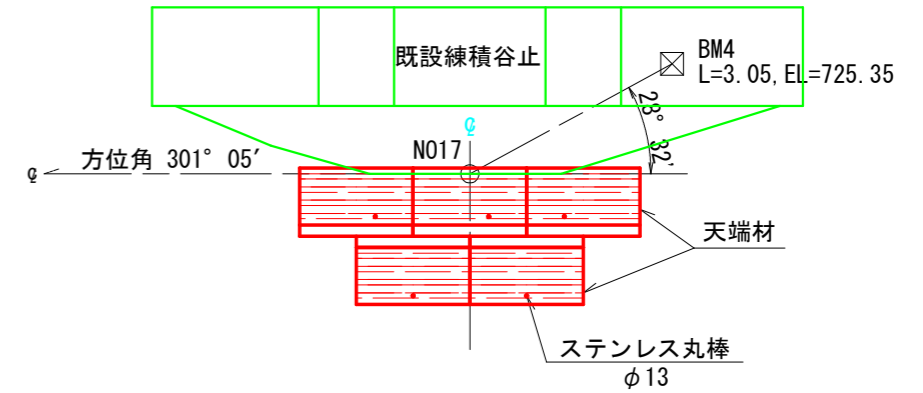 既設練積谷止
BM4
L=3.05, EL=725.35
28° 32′
℄
NO17
℄
方位角 301° 05′
天端材
ステンレス丸棒
φ13